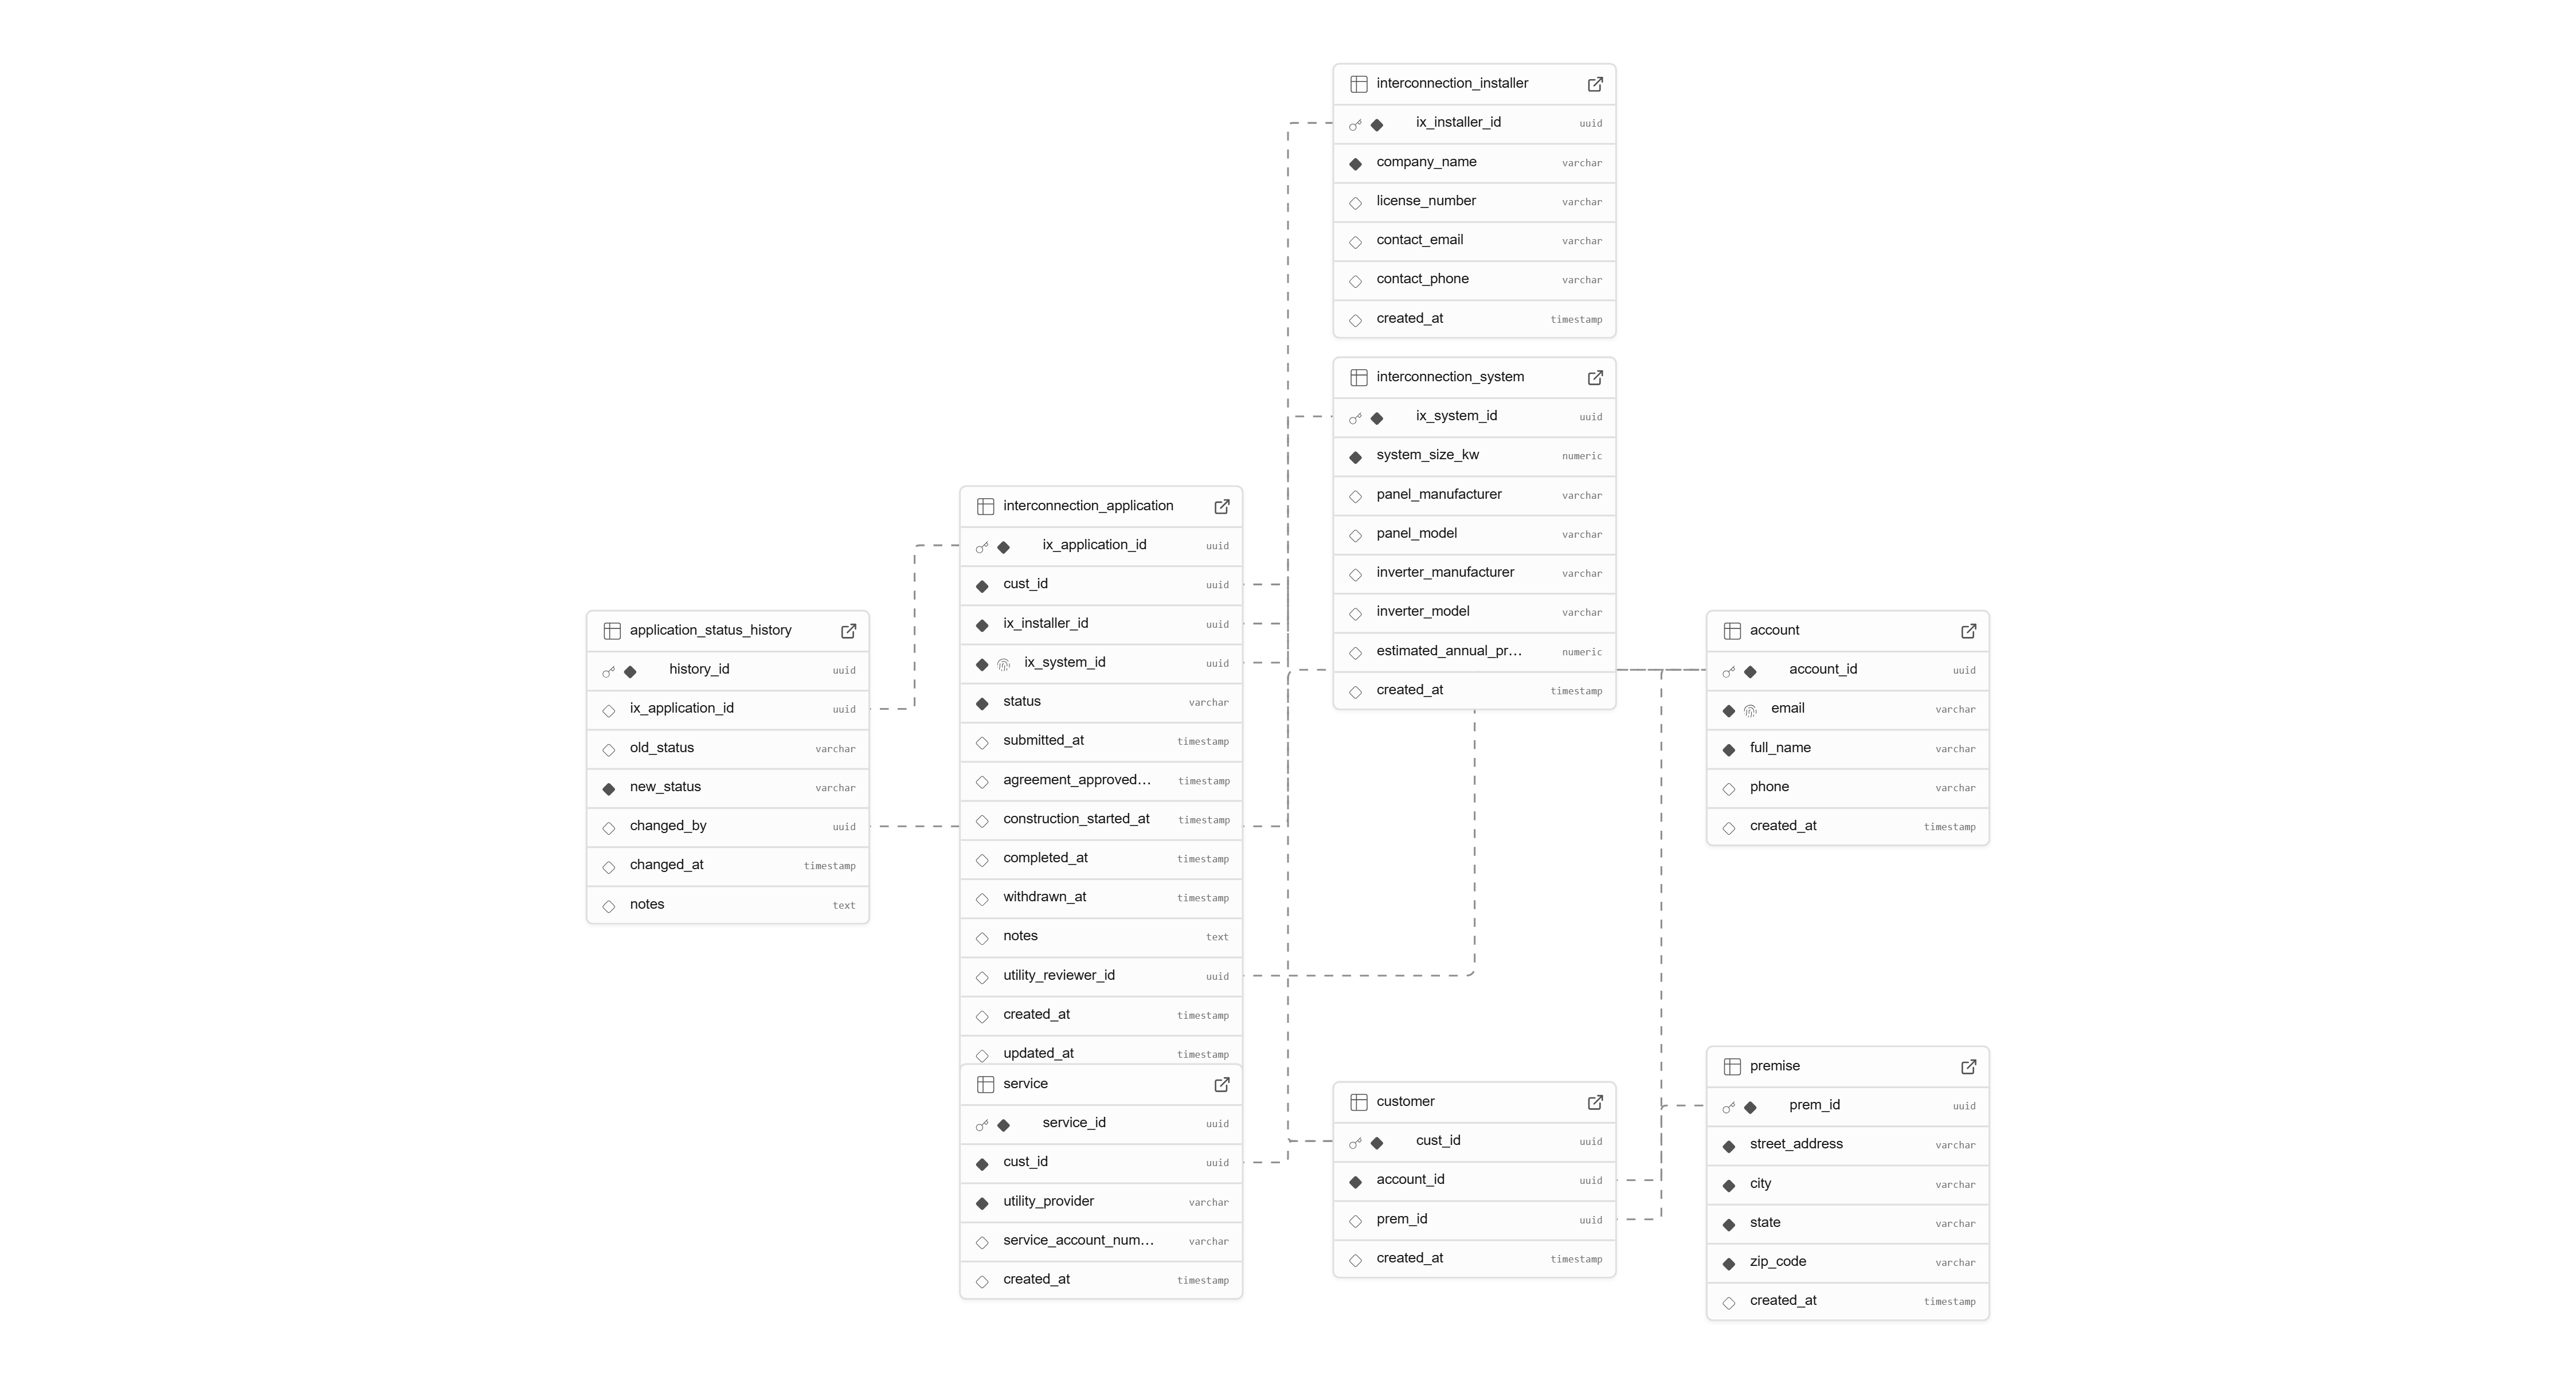 interconnection_installer
ix_installer_id uuid
company_name varchar
license_number varchar
contact_email varchar
contact_phone varchar
created_at timestamp
interconnection_system
ix_system_id uuid
system_size_kw numeric
panel_manufacturer varchar
panel_model varchar
inverter_manufacturer varchar
inverter_model varchar
estimated_annual_pr... numeric
created_at timestamp
interconnection_application
ix_application_id uuid
cust_id uuid
ix_installer_id uuid
ix_system_id uuid
status varchar
submitted_at timestamp
agreement_approved... timestamp
construction_started_at timestamp
completed_at timestamp
withdrawn_at timestamp
notes text
utility_reviewer_id uuid
created_at timestamp
updated_at timestamp
application_status_history
history_id uuid
ix_application_id uuid
old_status varchar
new_status varchar
changed_by uuid
changed_at timestamp
notes text
account
account_id uuid
email varchar
full_name varchar
phone varchar
created_at timestamp
service
service_id uuid
cust_id uuid
utility_provider varchar
service_account_num... varchar
created_at timestamp
customer
cust_id uuid
account_id uuid
prem_id uuid
created_at timestamp
premise
prem_id uuid
street_address varchar
city varchar
state varchar
zip_code varchar
created_at timestamp